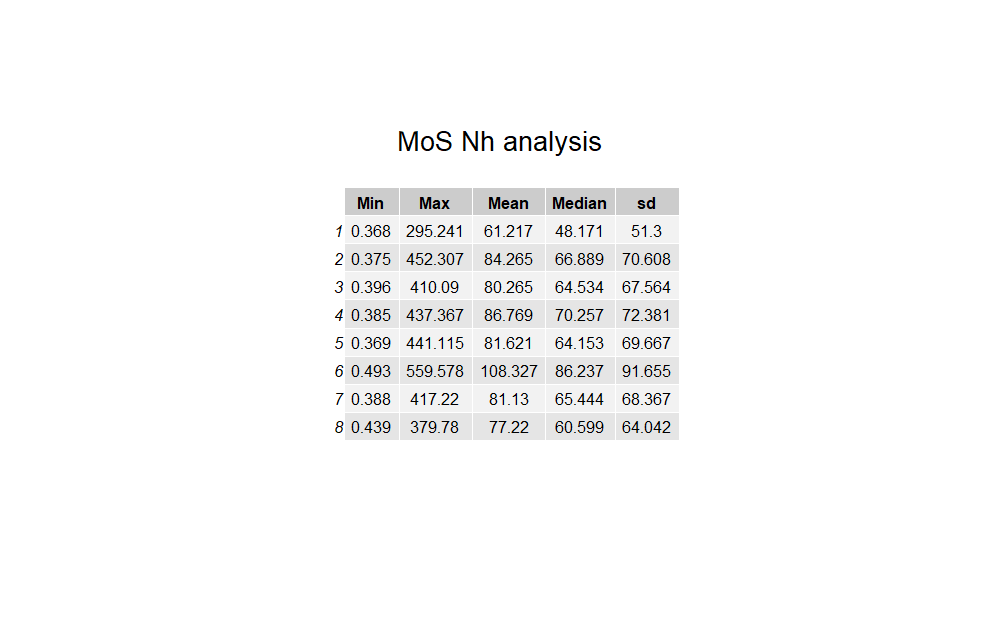 MoS Nh analysis
Min Max Mean Median sd
1 0.368 295.241 61.217 48.171 51.3
2 0.375 452.307 84.265 66.889 70.608
3 0.396 410.09 80.265 64.534 67.564
4 0.385 437.367 86.769 70.257 72.381
5 0.369 441.115 81.621 64.153 69.667
6 0.493 559.578 108.327 86.237 91.655
7 0.388 417.22 81.13 65.444 68.367
8 0.439 379.78 77.22 60.599 64.042